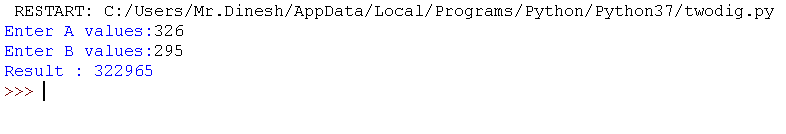 RESTART: C:/Users/Mr.Dinesh/AppData/Local/Programs/Python/Python37/twodig.py
Enter A values:326
Enter B values:295
Result : 322965
>>>